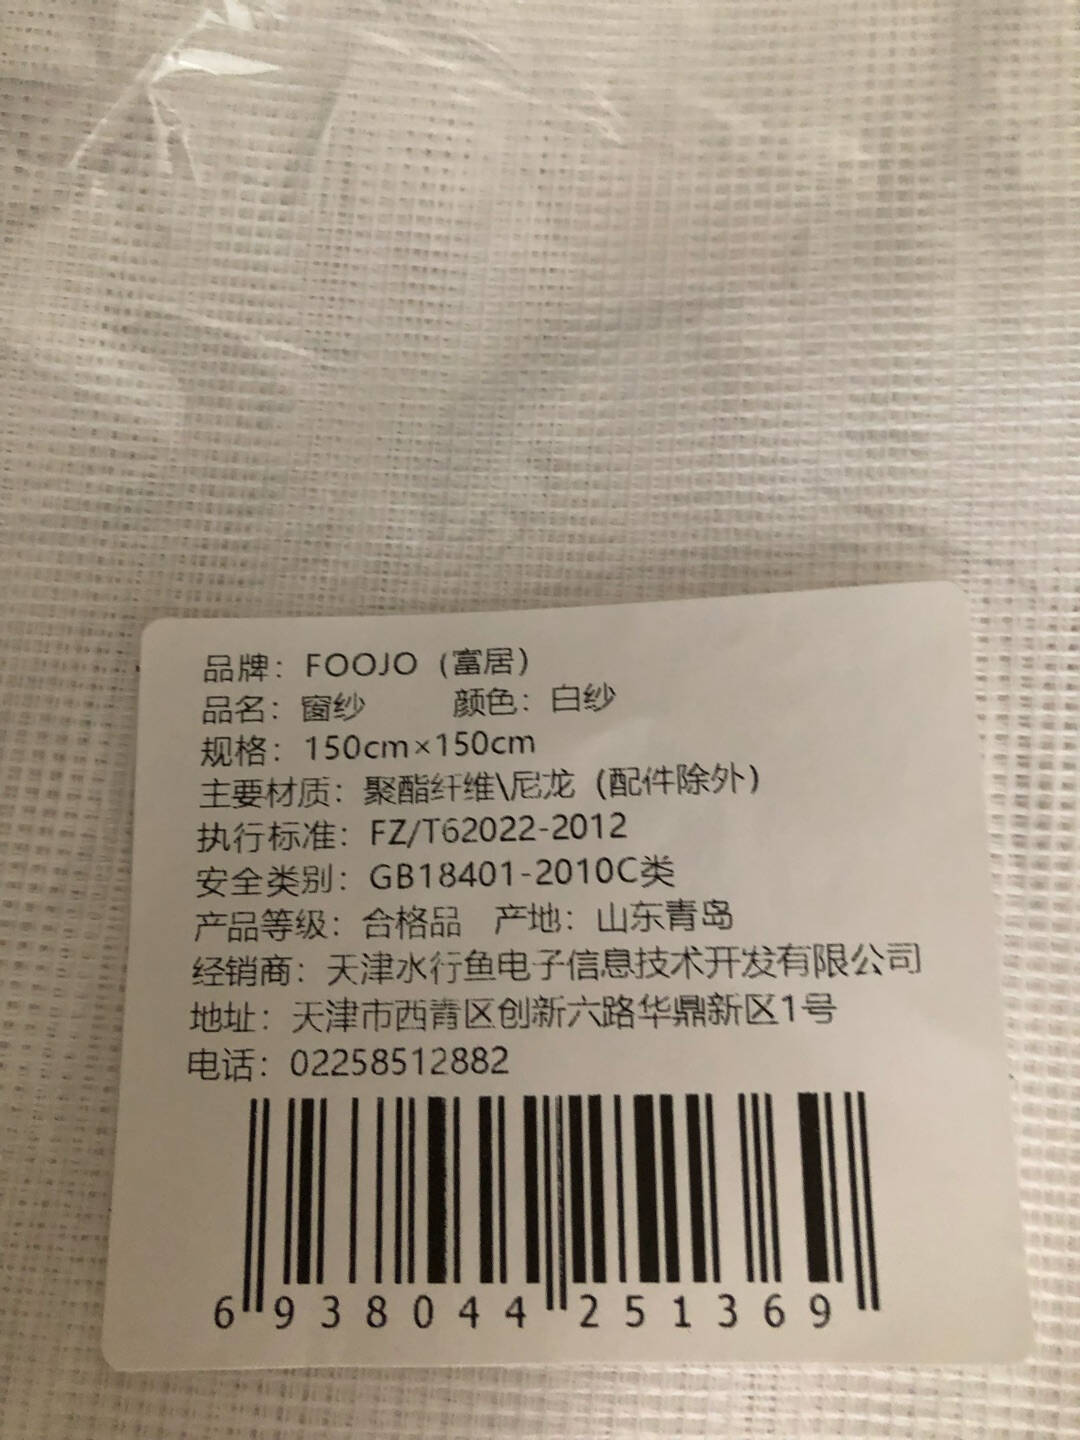 品牌：FOOJO（富居）
品名：窗纱 颜色：白纱
规格：150cm×150cm
主要材质：聚酯纤维\尼龙（配件除外）
执行标准：FZ/T62022-2012
安全类别：GB18401-2010C类
产品等级：合格品 产地：山东青岛
经销商：天津水行鱼电子信息技术开发有限公司
地址：天津市西青区创新六路华鼎新区1号
电话：02258512882
6 938044 251369